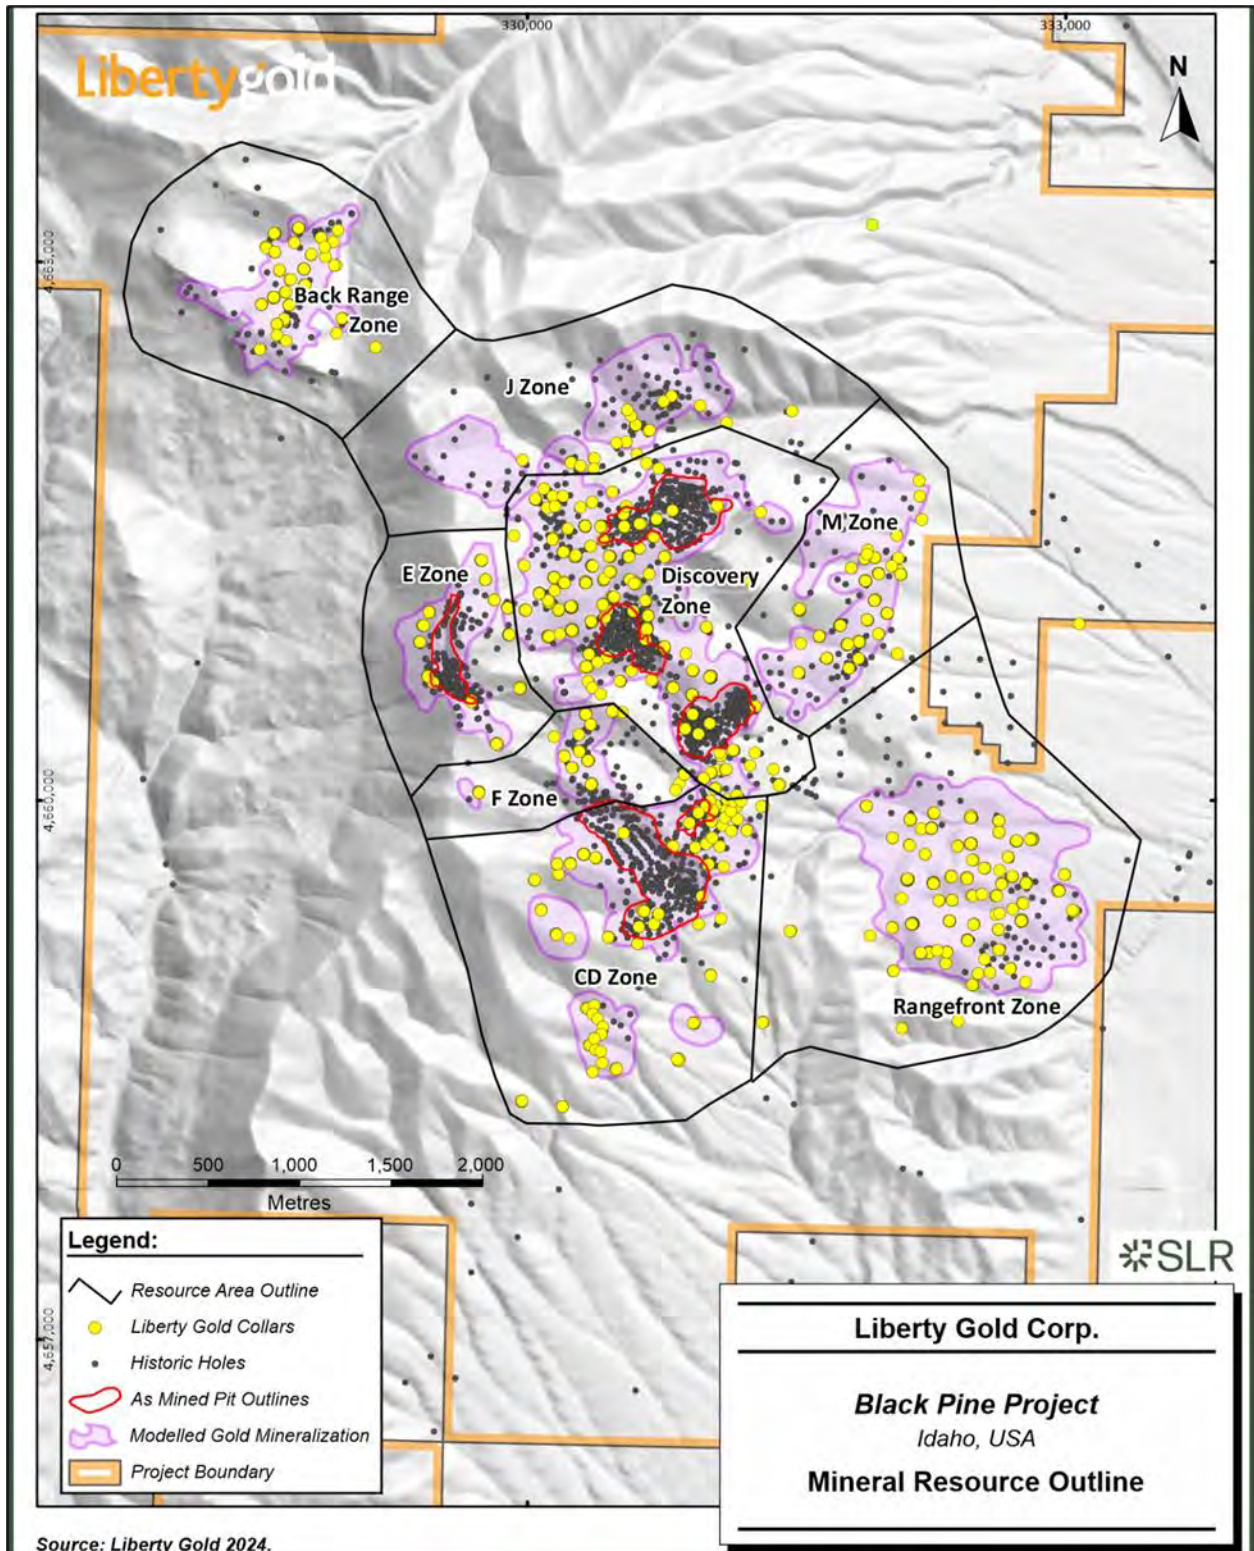 330,000
333,000
Libertygold
N
4,663,000
Back Range
Zone
J Zone
M Zone
E Zone
Discovery
Zone
4,660,000
F Zone
CD Zone
Rangefront Zone
0 500 1,000 1,500 2,000
Metres
Legend:
Resource Area Outline
Liberty Gold Collars
Historic Holes
As Mined Pit Outlines
Modelled Gold Mineralization
Project Boundary
4,657,000
SLR
Liberty Gold Corp.
Black Pine Project
Idaho, USA
Mineral Resource Outline
Source: Liberty Gold 2024.